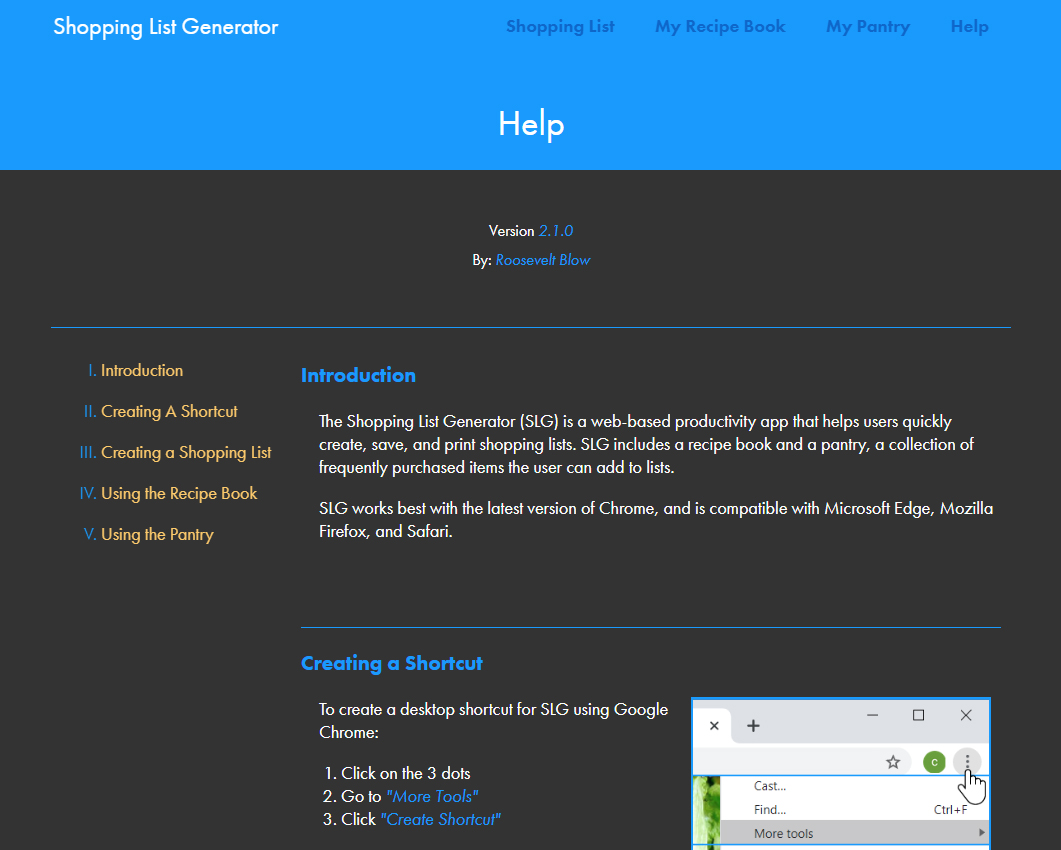 Shopping List Generator
Shopping List
My Recipe Book
My Pantry
Help
Help
Version 2.1.0
By: Roosevelt Blow
I. Introduction
II. Creating A Shortcut
III. Creating a Shopping List
IV. Using the Recipe Book
V. Using the Pantry
Introduction
The Shopping List Generator (SLG) is a web-based productivity app that helps users quickly
create, save, and print shopping lists. SLG includes a recipe book and a pantry, a collection of
frequently purchased items the user can add to lists.
SLG works best with the latest version of Chrome, and is compatible with Microsoft Edge, Mozilla
Firefox, and Safari.
Creating a Shortcut
To create a desktop shortcut for SLG using Google
Chrome:
1. Click on the 3 dots
2. Go to "More Tools"
3. Click "Create Shortcut"
c
Cast...
Find... Ctrl+F
More tools